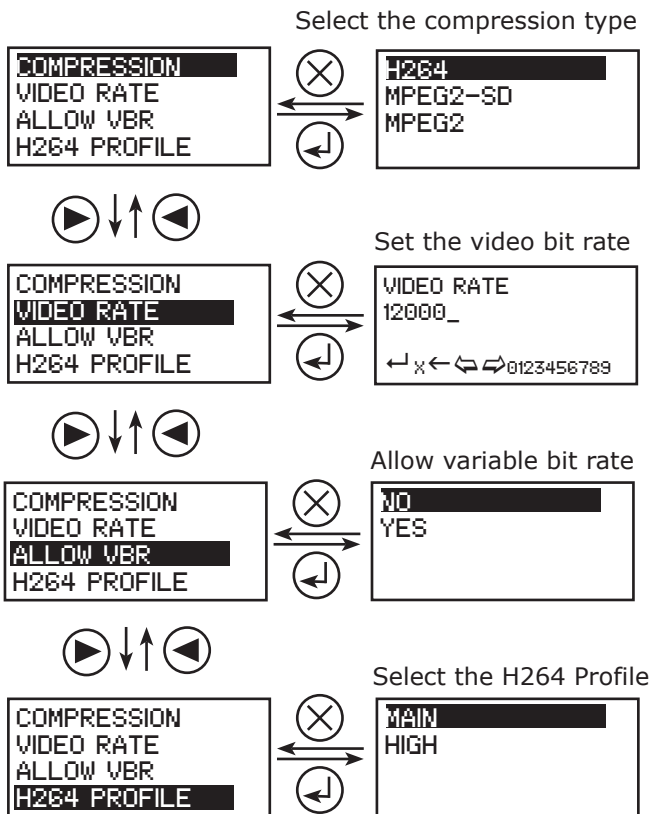 Select the compression type
COMPRESSION
VIDEO RATE
ALLOW VBR
H264 PROFILE
H264
MPEG2-SD
MPEG2
Set the video bit rate
COMPRESSION
VIDEO RATE
ALLOW VBR
H264 PROFILE
VIDEO RATE
12000_
↵ x ← ⇦ ⇨ 0123456789
Allow variable bit rate
COMPRESSION
VIDEO RATE
ALLOW VBR
H264 PROFILE
NO
YES
Select the H264 Profile
COMPRESSION
VIDEO RATE
ALLOW VBR
H264 PROFILE
MAIN
HIGH